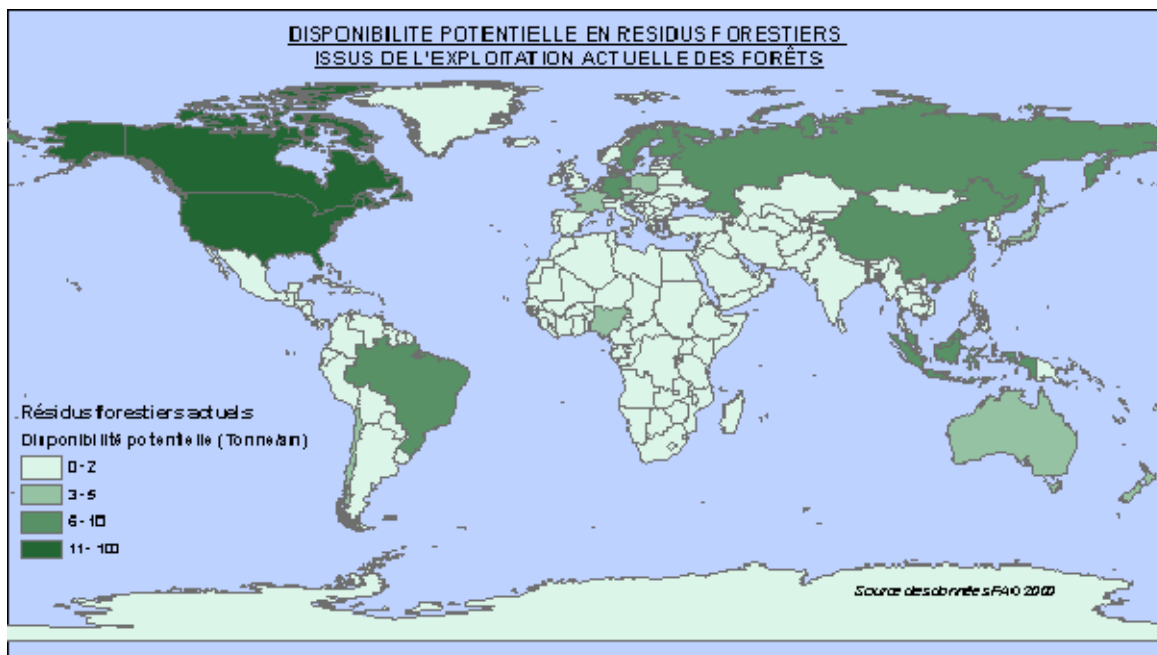 DISPONIBILITE POTENTIELLE EN RESIDUS FORESTIERS
ISSUS DE L'EXPLOITATION ACTUELLE DES FORÊTS
Résidus forestiers actuels
Disponibilité potentielle (Tonne/an)
0 - 2
3 - 5
6 - 10
11 - 100
Source des données FAO 2000